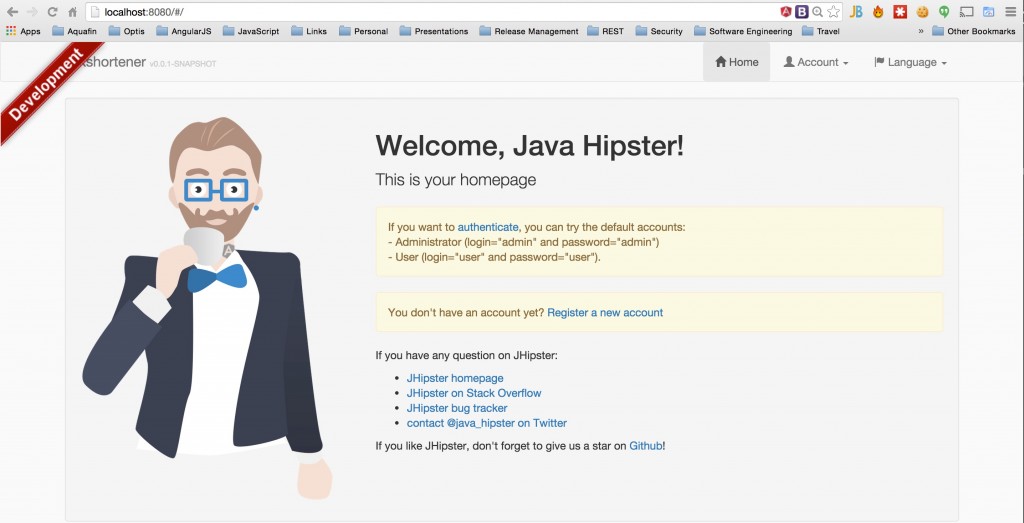 localhost:8080/#/
Apps Aquafin Optis AngularJS JavaScript Links Personal Presentations Release Management REST Security Software Engineering Travel » Other Bookmarks
Development
shortener v0.0.1-SNAPSHOT Home Account Language
Welcome, Java Hipster!
This is your homepage
If you want to authenticate, you can try the default accounts:
- Administrator (login="admin" and password="admin")
- User (login="user" and password="user").
You don't have an account yet? Register a new account
If you have any question on JHipster:
• JHipster homepage
• JHipster on Stack Overflow
• JHipster bug tracker
• contact @java_hipster on Twitter
If you like JHipster, don't forget to give us a star on Github!